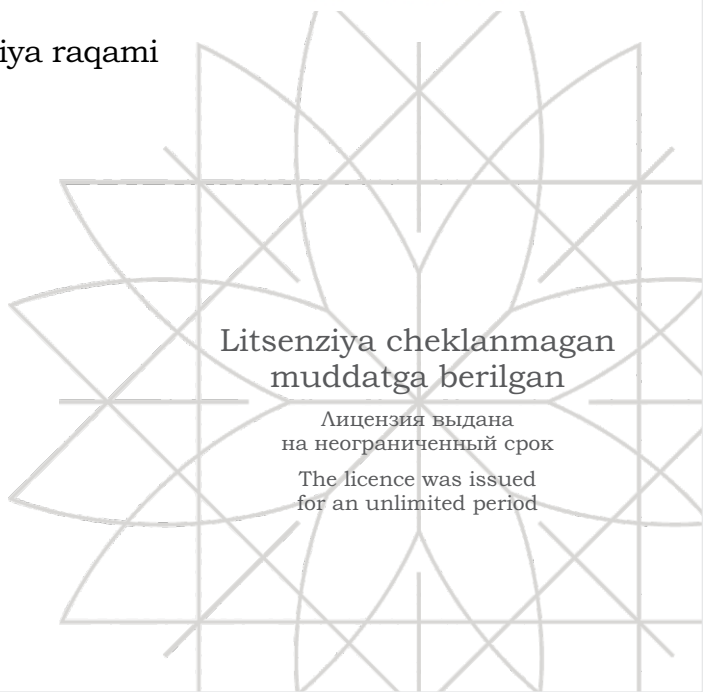 iya raqami
Litsenziya cheklanmagan
muddatga berilgan
Лицензия выдана
на неограниченный срок
The licence was issued
for an unlimited period